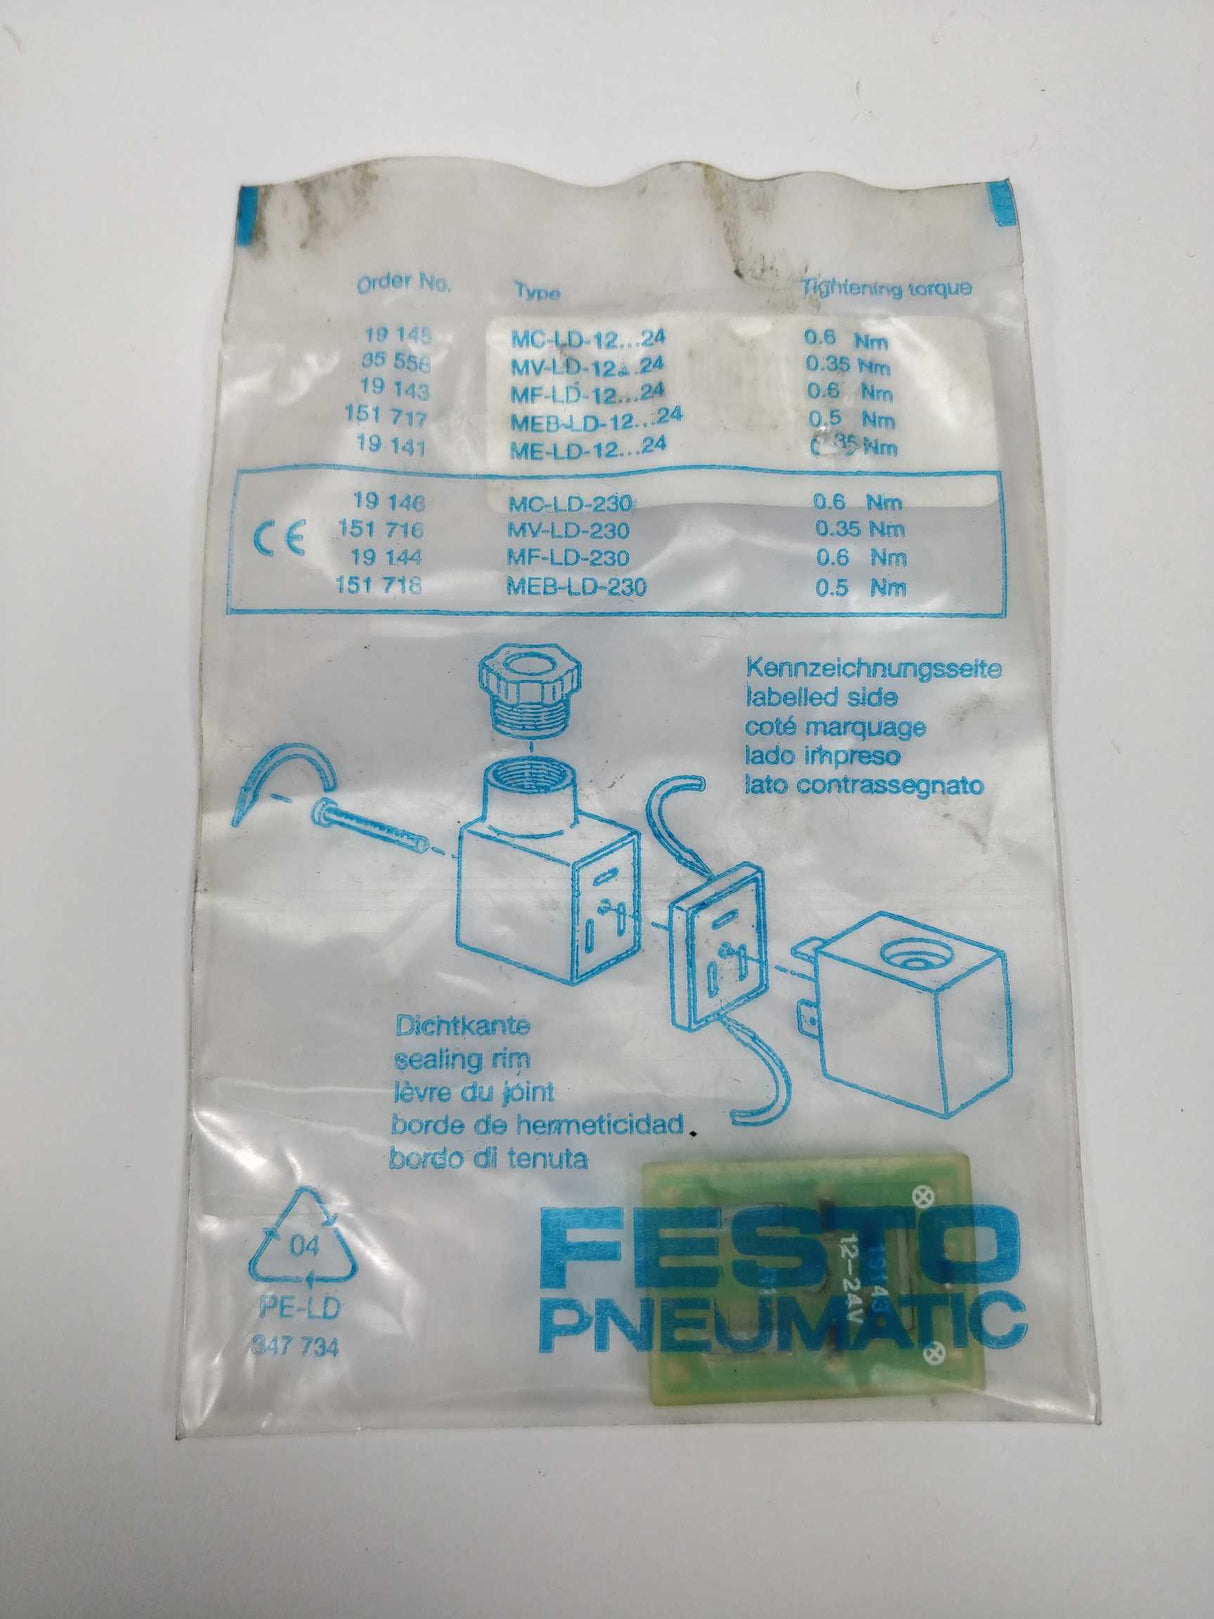 Order No. Type Tightening torque
19 145 MC-LD-12...24 0.6 Nm
35 556 MV-LD-12...24 0.35 Nm
19 143 MF-LD-12...24 0.6 Nm
151 717 MEB-LD-12...24 0.5 Nm
19 141 ME-LD-12...24 0.35 Nm
19 146 MC-LD-230 0.6 Nm
CE 151 716 MV-LD-230 0.35 Nm
19 144 MF-LD-230 0.6 Nm
151 718 MEB-LD-230 0.5 Nm
Kennzeichnungsseite
labelled side
coté marquage
lado impreso
lato contrassegnato
Dichtkante
sealing rim
lèvre du joint
borde de hermeticidad
bordo di tenuta
04
PE-LD
347 734
FESTO
PNEUMATIC
19143
12-24V